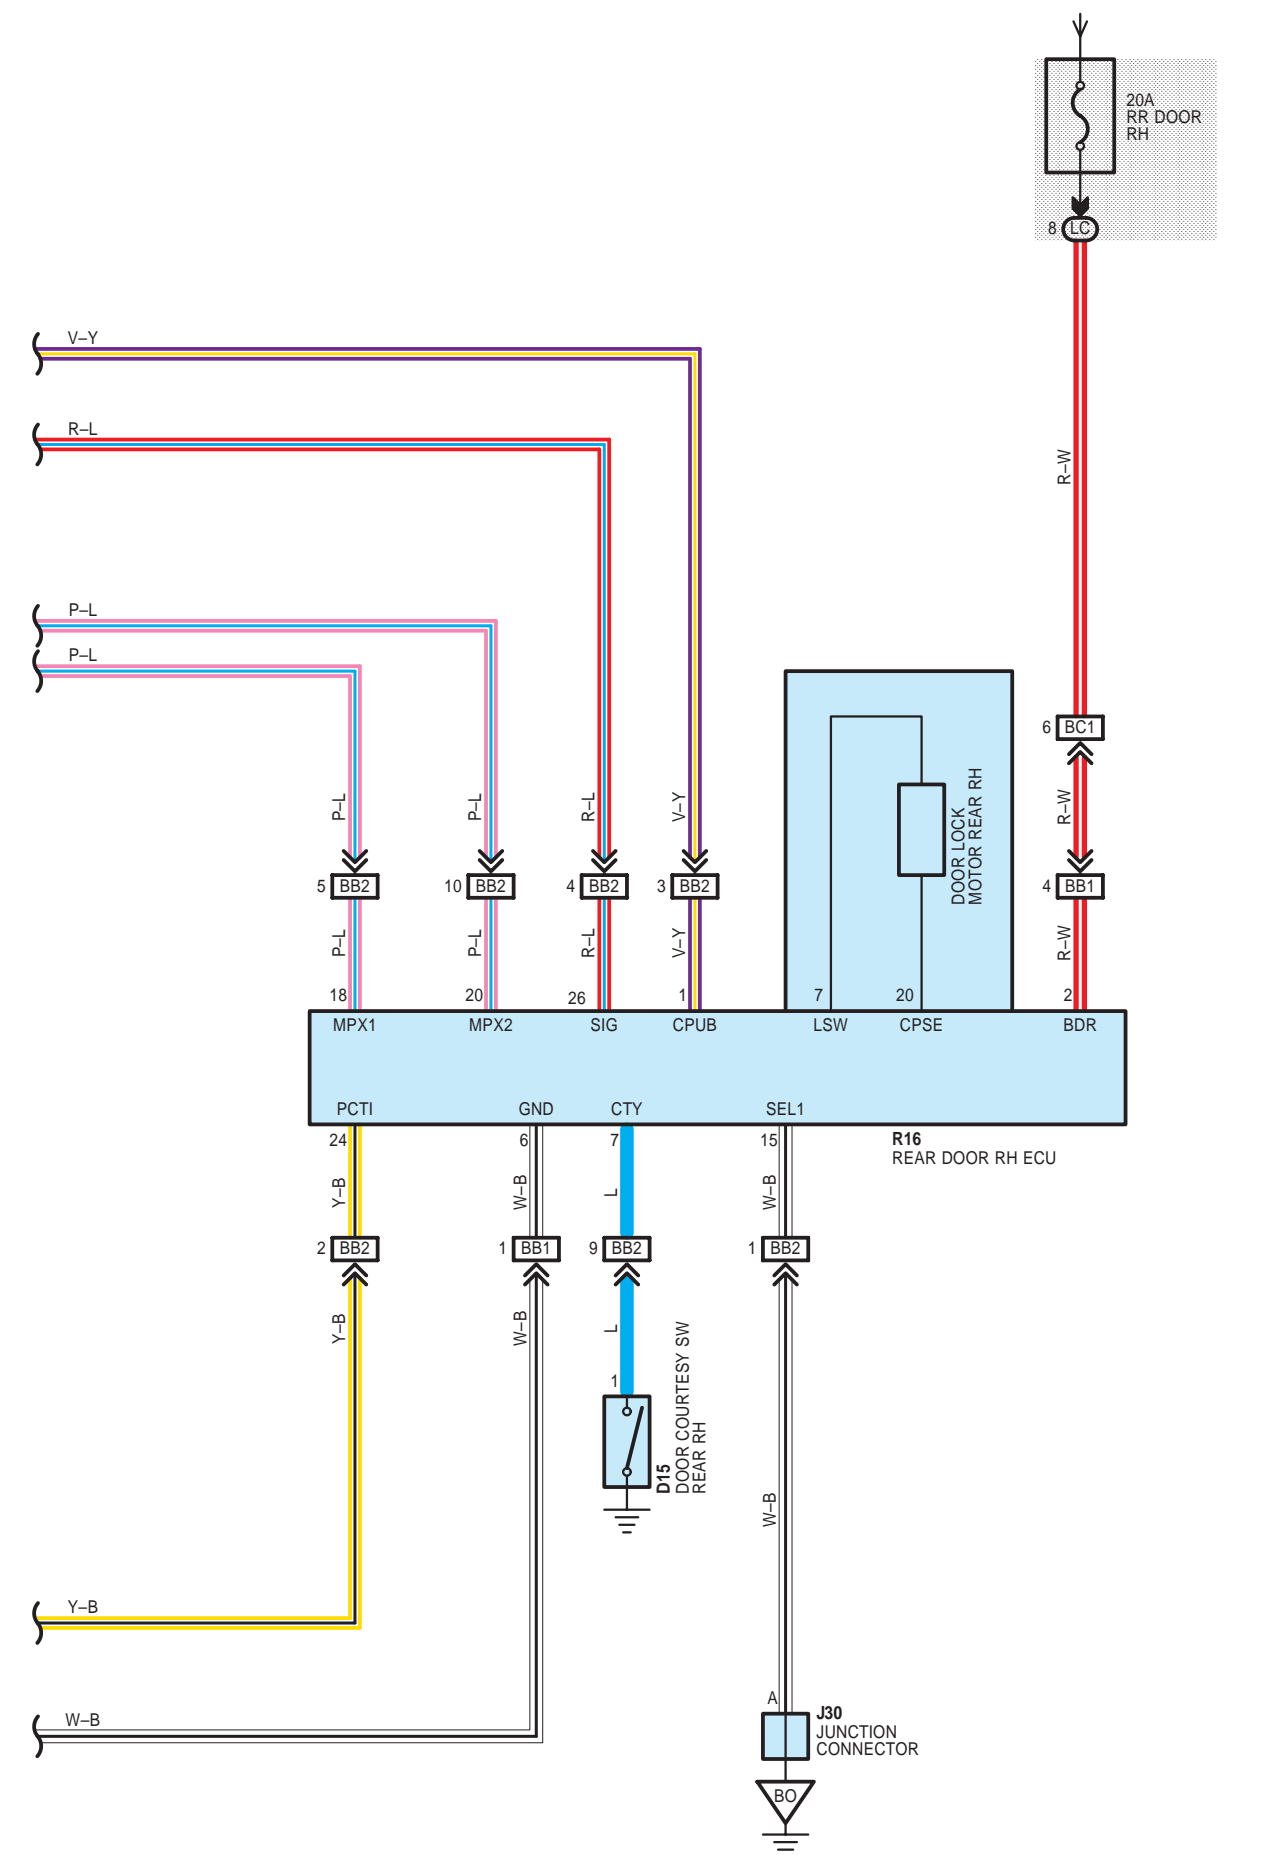 20A
RR DOOR
RH
8 LC
V–Y
R–L
R–W
P–L
P–L
6 BC1
P–L
P–L
R–L
V–Y
DOOR LOCK
MOTOR REAR RH
R–W
5 BB2
10 BB2
4 BB2
3 BB2
4 BB1
P–L
P–L
R–L
V–Y
R–W
18
20
26
1
7
20
2
MPX1
MPX2
SIG
CPUB
LSW
CPSE
BDR
PCTI
GND
CTY
SEL1
24
6
7
15
R16
REAR DOOR RH ECU
Y–B
W–B
L
W–B
2 BB2
1 BB1
9 BB2
1 BB2
Y–B
W–B
L
1
D15
DOOR COURTESY SW
REAR RH
W–B
Y–B
W–B
A
J30
JUNCTION
CONNECTOR
BO